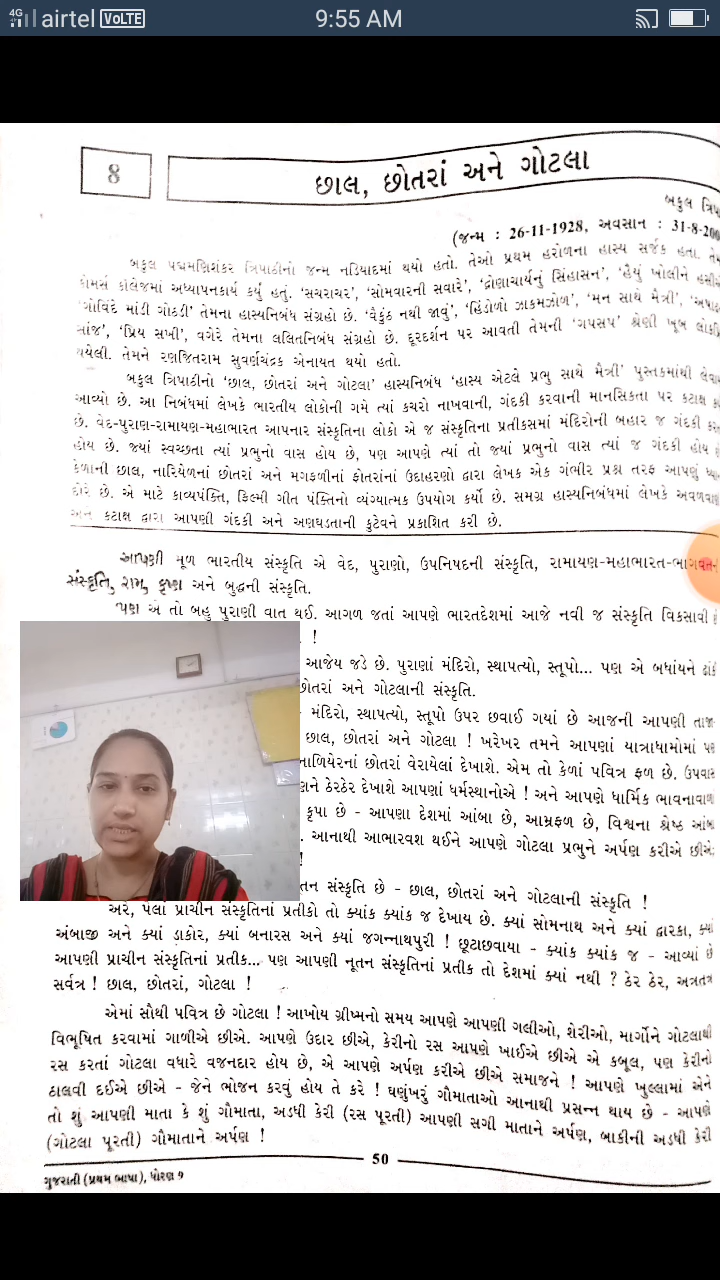 4G airtel VoLTE 9:55 AM
8
છાલ, છોતરાં અને ગોટલા
બકુલ
(જન્મ : 26-11-1928, અવસાન : 31-8-200
બકુલ પદ્મમણિશંકર ત્રિપાઠીનો જન્મ નડિયાદમાં થયો હતો. તેઓ પ્રથમ હરોળના હાસ્ય સર્જક હતા.
કોમર્સ કૉલેજમાં અધ્યાપનકાર્ય કર્યું હતું. ‘સચરાચર’, ‘સોમવારની સવારે’, ‘દ્રોણાચાર્યનું સિંહાસન’, ‘હૈયું ખોલીને હસીએ
‘ગોવિંદે માંડી ગોઠડી’ તેમના હાસ્યનિબંધ સંગ્રહો છે. ‘વૈકુંઠ નથી જાવું’, ‘હિંડોળો ઝાકમઝોળ’, ‘મન સાથે મૈત્રી’,
સાંજ’, ‘પ્રિય સખી’, વગેરે તેમના લલિતનિબંધ સંગ્રહો છે. દૂરદર્શન પર આવતી તેમની ‘ગપસપ’ શ્રેણી ખૂબ
થયેલી. તેમને રણજિતરામ સુવર્ણચંદ્રક એનાયત થયો હતો.
બકુલ ત્રિપાઠીનો ‘છાલ, છોતરાં અને ગોટલા’ હાસ્યનિબંધ ‘હાસ્ય એટલે પ્રભુ સાથે મૈત્રી’ પુસ્તકમાંથી
આવ્યો છે. આ નિબંધમાં લેખકે ભારતીય લોકોની ગમે ત્યાં કચરો નાખવાની, ગંદકી કરવાની માનસિકતા પર કટાક્ષ
છે. વેદ-પુરાણ-રામાયણ-મહાભારત આપનાર સંસ્કૃતિના લોકો એ જ સંસ્કૃતિના પ્રતીકસમાં મંદિરોની બહાર જ ગંદકી
હોય છે. જ્યાં સ્વચ્છતા ત્યાં પ્રભુનો વાસ હોય છે, પણ આપણે ત્યાં તો જ્યાં પ્રભુનો વાસ ત્યાં જ ગંદકી હોય
કેળાની છાલ, નારિયેળનાં છોતરાં અને મગફળીનાં ફોતરાંનાં ઉદાહરણો દ્વારા લેખક એક ગંભીર પ્રશ્ન તરફ આપણું
દોરે છે. એ માટે કાવ્યપંક્તિ, ફિલ્મી ગીત પંક્તિનો વ્યંગ્યાત્મક ઉપયોગ કર્યો છે. સમગ્ર હાસ્યનિબંધમાં લેખકે
અને કટાક્ષ દ્વારા આપણી ગંદકી અને અણઘડતાની કુટેવને પ્રકાશિત કરી છે.
આપણી મૂળ ભારતીય સંસ્કૃતિ એ વેદ, પુરાણો, ઉપનિષદની સંસ્કૃતિ, રામાયણ-મહાભારત-ભાગવતની
સંસ્કૃતિ, રામ, કૃષ્ણ અને બુદ્ધની સંસ્કૃતિ.
પણ એ તો બહુ પુરાણી વાત થઈ. આગળ જતાં આપણે ભારતદેશમાં આજે નવી જ સંસ્કૃતિ વિકસાવી
!
આજેય જડે છે. પુરાણાં મંદિરો, સ્થાપત્યો, સ્તૂપો... પણ એ બધાંયને ઢાંકે
છોતરાં અને ગોટલાની સંસ્કૃતિ.
મંદિરો, સ્થાપત્યો, સ્તૂપો ઉપર છવાઈ ગયાં છે આજની આપણી
છાલ, છોતરાં અને ગોટલા ! ખરેખર તમને આપણાં યાત્રાધામોમાં
નાળિયેરનાં છોતરાં વેરાયેલાં દેખાશે. એમ તો કેળાં પવિત્ર ફળ છે. ઉપવાસ
ઠેરઠેર દેખાશે આપણાં ધર્મસ્થાનોએ ! અને આપણે ધાર્મિક ભાવનાવાળાં
કૃપા છે - આપણા દેશમાં આંબા છે, આમ્રફળ છે, વિશ્વના શ્રેષ્ઠ આંબા
. આનાથી આભારવશ થઈને આપણે ગોટલા પ્રભુને અર્પણ કરીએ છીએ;
!
સંસ્કૃતિ છે - છાલ, છોતરાં અને ગોટલાની સંસ્કૃતિ !
અરે, પેલાં પ્રાચીન સંસ્કૃતિનાં પ્રતીકો તો ક્યાંક ક્યાંક જ દેખાય છે. ક્યાં સોમનાથ અને ક્યાં દ્વારકા, ક્યાં
અંબાજી અને ક્યાં ડાકોર, ક્યાં બનારસ અને ક્યાં જગન્નાથપુરી ! છૂટાછવાયા - ક્યાંક ક્યાંક જ - આવ્યાં છે
આપણી પ્રાચીન સંસ્કૃતિનાં પ્રતીક... પણ આપણી નૂતન સંસ્કૃતિનાં પ્રતીક તો દેશમાં ક્યાં નથી ? ઠેર ઠેર, અત્રતત્ર
સર્વત્ર ! છાલ, છોતરાં, ગોટલા !
એમાં સૌથી પવિત્ર છે ગોટલા ! આખોય ગ્રીષ્મનો સમય આપણે આપણી ગલીઓ, શેરીઓ, માર્ગોને ગોટલાથી
વિભૂષિત કરવામાં ગાળીએ છીએ. આપણે ઉદાર છીએ, કેરીનો રસ આપણે ખાઈએ છીએ એ કબૂલ, પણ કેરીનો
રસ કરતાં ગોટલા વધારે વજનદાર હોય છે, એ આપણે અર્પણ કરીએ છીએ સમાજને ! આપણે ખુલ્લામાં એને
ઠાલવી દઈએ છીએ - જેને ભોજન કરવું હોય તે કરે ! ઘણુંખરું ગૌમાતાઓ આનાથી પ્રસન્ન થાય છે - આપણે
તો શું આપણી માતા કે શું ગૌમાતા, અડધી કેરી (રસ પૂરતી) આપણી સગી માતાને અર્પણ, બાકીની અડધી કેરી
(ગોટલા પૂરતી) ગૌમાતાને અર્પણ !
50
ગુજરાતી (પ્રથમ ભાષા), ધોરણ 9